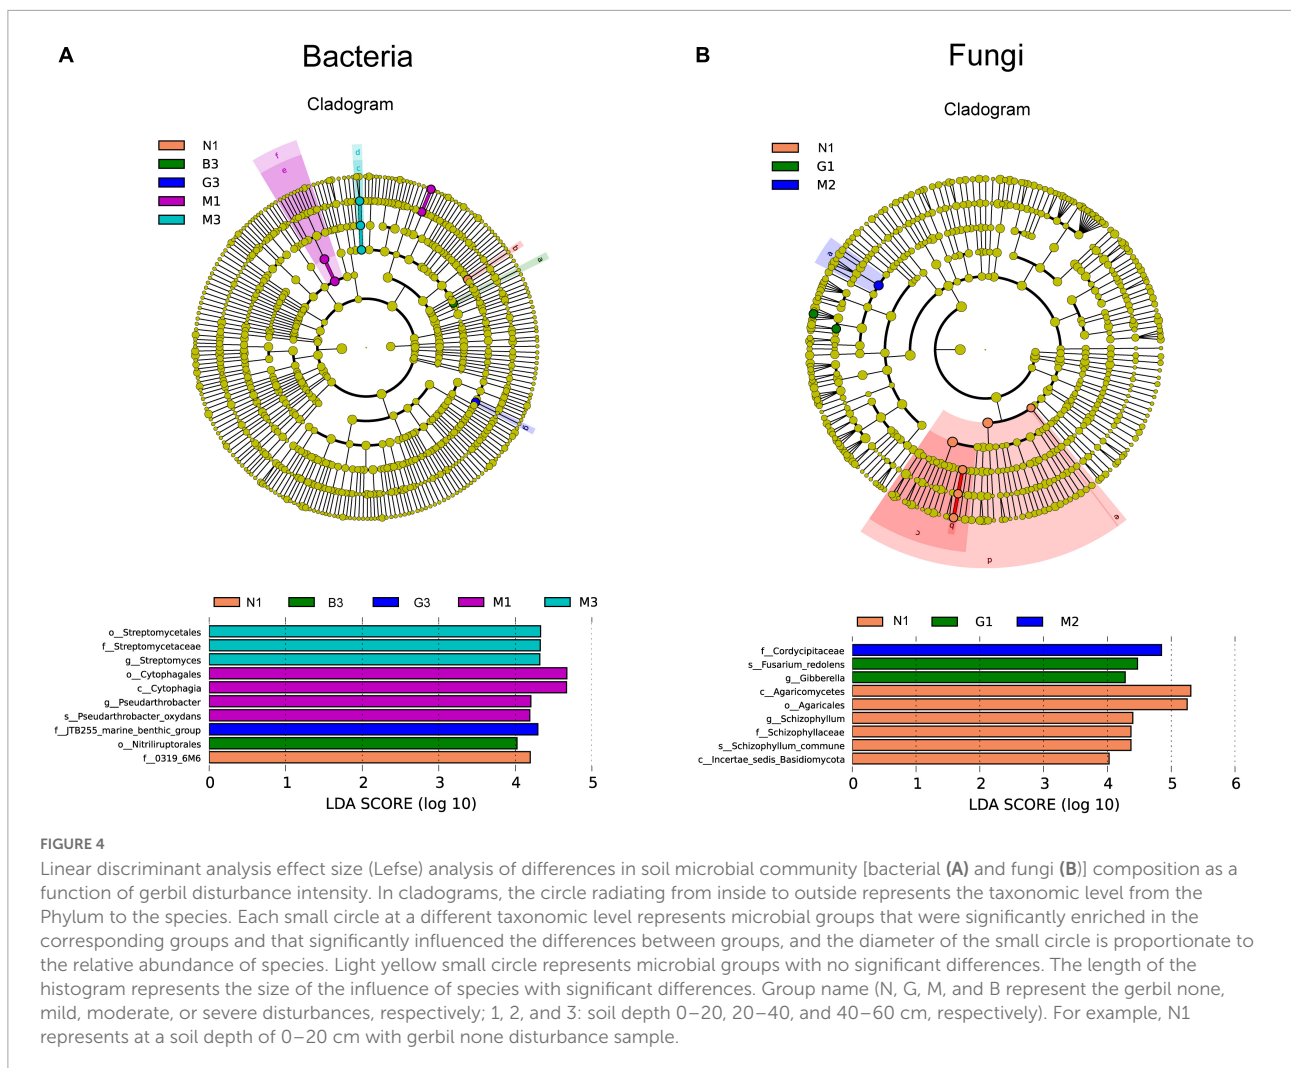 A
Bacteria
Cladogram
N1
B3
G3
M1
M3
f
e
d
c
b
a
g
N1
B3
G3
M1
M3
o__Streptomycetales
f__Streptomycetaceae
g__Streptomyces
o__Cytophagales
c__Cytophagia
g__Pseudarthrobacter
s__Pseudarthrobacter_oxydans
f__JTB255_marine_benthic_group
o__Nitriliruptorales
f__0319_6M6
0 1 2 3 4 5
LDA SCORE (log 10)
B
Fungi
Cladogram
N1
G1
M2
a
b
c
d
e
N1
G1
M2
f__Cordycipitaceae
s__Fusarium_redolens
g__Gibberella
c__Agaricomycetes
o__Agaricales
g__Schizophyllum
f__Schizophyllaceae
s__Schizophyllum_commune
c__Incertae_sedis_Basidiomycota
0 1 2 3 4 5 6
LDA SCORE (log 10)
FIGURE 4
Linear discriminant analysis effect size (Lefse) analysis of differences in soil microbial community [bacterial (A) and fungi (B)] composition as a
function of gerbil disturbance intensity. In cladograms, the circle radiating from inside to outside represents the taxonomic level from the
Phylum to the species. Each small circle at a different taxonomic level represents microbial groups that were significantly enriched in the
corresponding groups and that significantly influenced the differences between groups, and the diameter of the small circle is proportionate to
the relative abundance of species. Light yellow small circle represents microbial groups with no significant differences. The length of the
histogram represents the size of the influence of species with significant differences. Group name (N, G, M, and B represent the gerbil none,
mild, moderate, or severe disturbances, respectively; 1, 2, and 3: soil depth 0–20, 20–40, and 40–60 cm, respectively). For example, N1
represents at a soil depth of 0–20 cm with gerbil none disturbance sample.